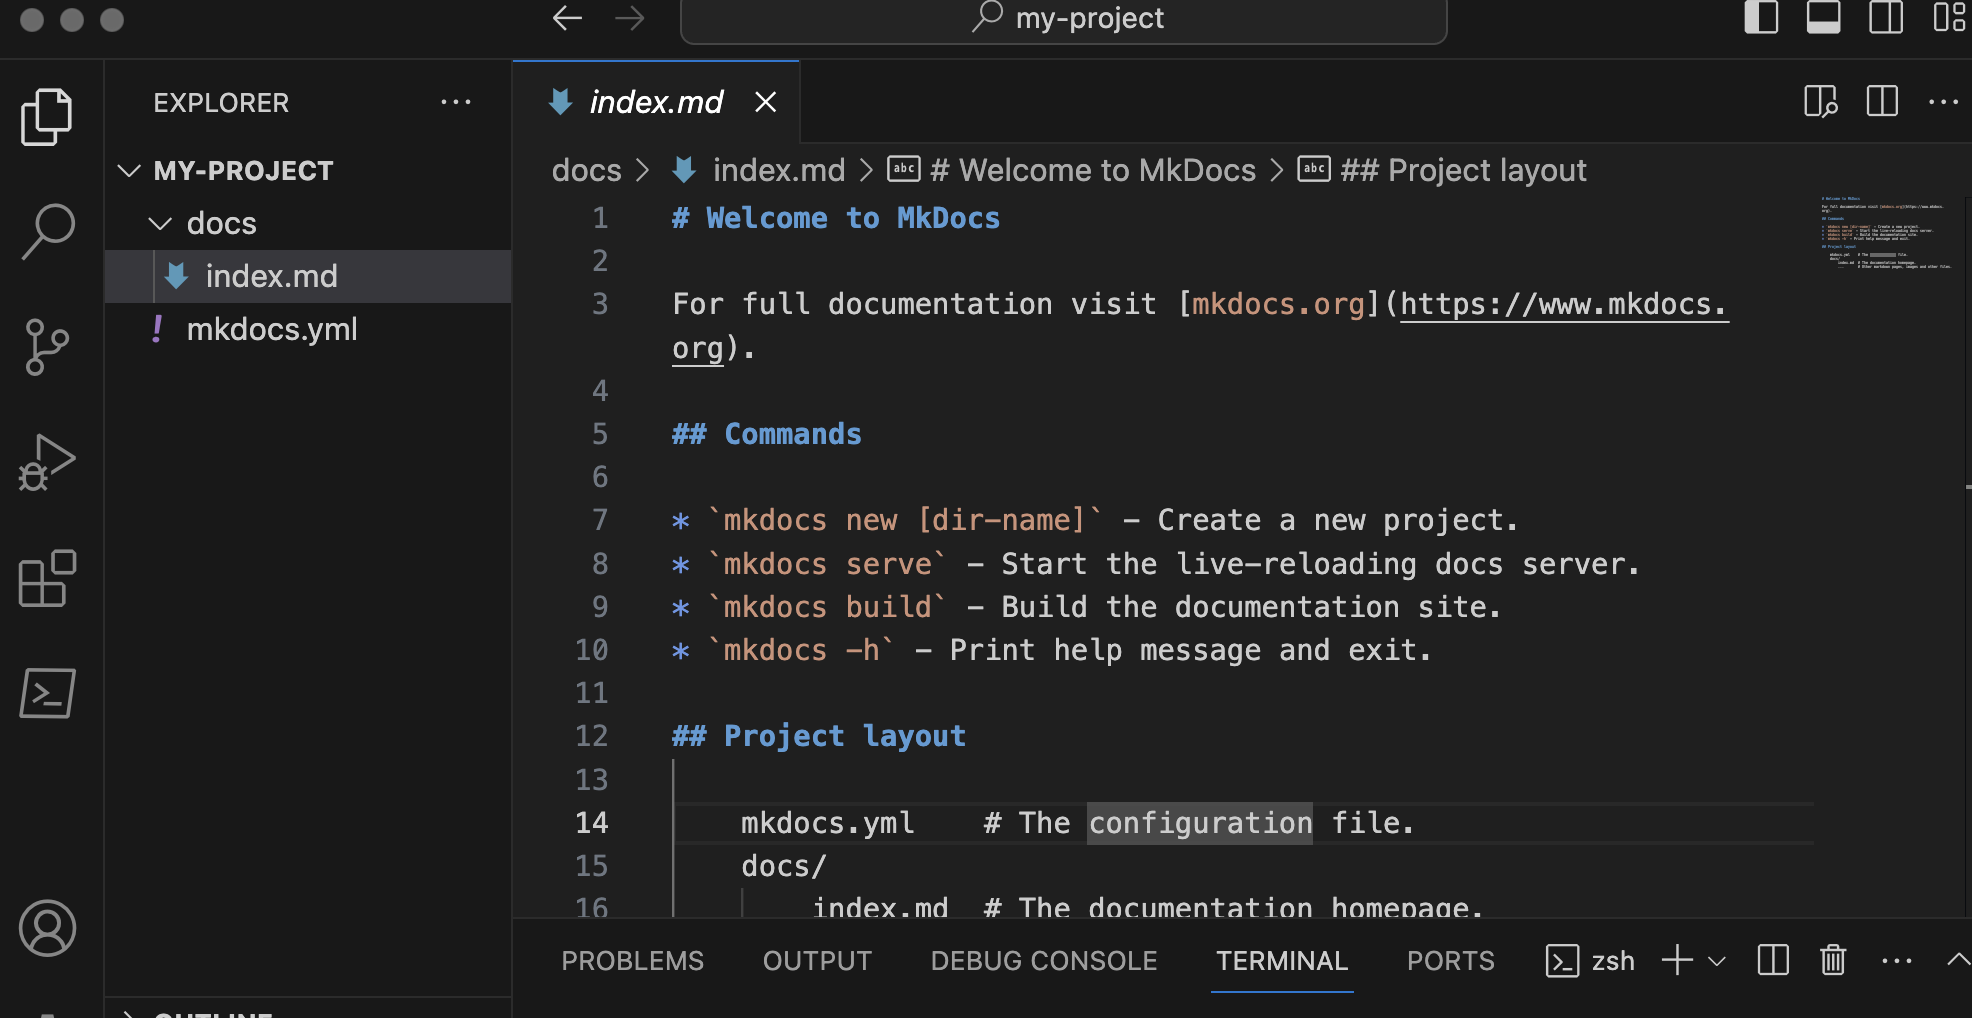 my-project
EXPLORER
MY-PROJECT
docs
index.md
mkdocs.yml
OUTLINE
index.md
docs > index.md > # Welcome to MkDocs > ## Project layout
1 # Welcome to MkDocs
2
3 For full documentation visit [mkdocs.org](https://www.mkdocs.
org).
4
5 ## Commands
6
7 * `mkdocs new [dir-name]` - Create a new project.
8 * `mkdocs serve` - Start the live-reloading docs server.
9 * `mkdocs build` - Build the documentation site.
10 * `mkdocs -h` - Print help message and exit.
11
12 ## Project layout
13
14 mkdocs.yml # The configuration file.
15 docs/
16 index.md # The documentation homepage.
PROBLEMS OUTPUT DEBUG CONSOLE TERMINAL PORTS zsh